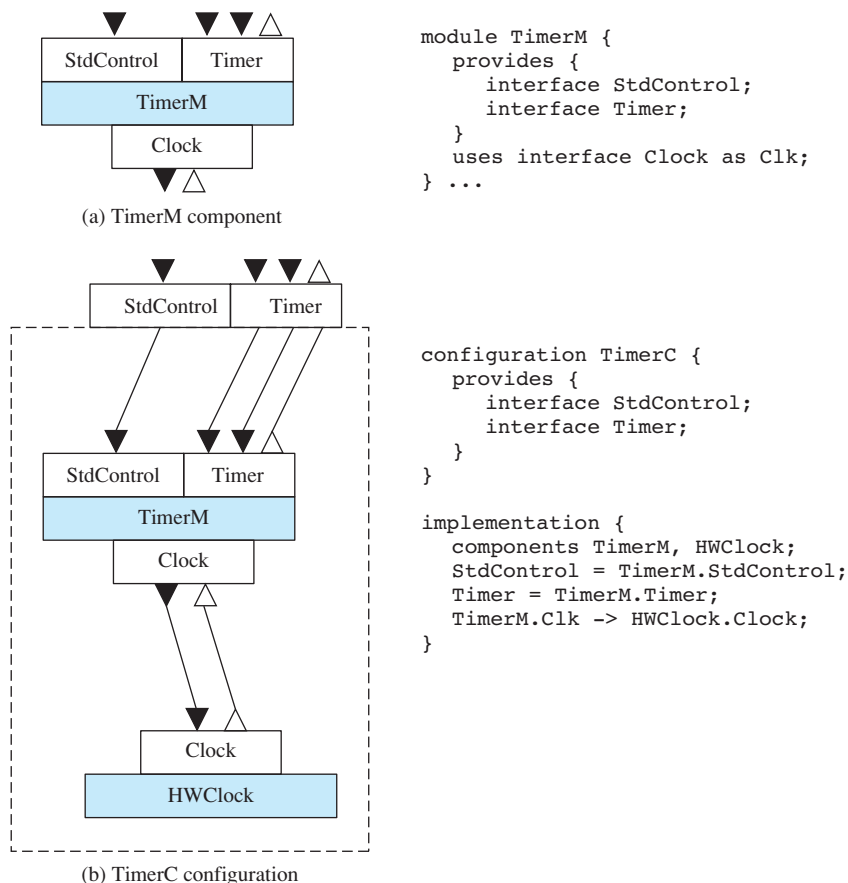 StdControl Timer
TimerM
Clock
(a) TimerM component
module TimerM {
provides {
interface StdControl;
interface Timer;
}
uses interface Clock as Clk;
} ...
StdControl Timer
StdControl Timer
TimerM
Clock
Clock
HWClock
(b) TimerC configuration
configuration TimerC {
provides {
interface StdControl;
interface Timer;
}
}
implementation {
components TimerM, HWClock;
StdControl = TimerM.StdControl;
Timer = TimerM.Timer;
TimerM.Clk -> HWClock.Clock;
}